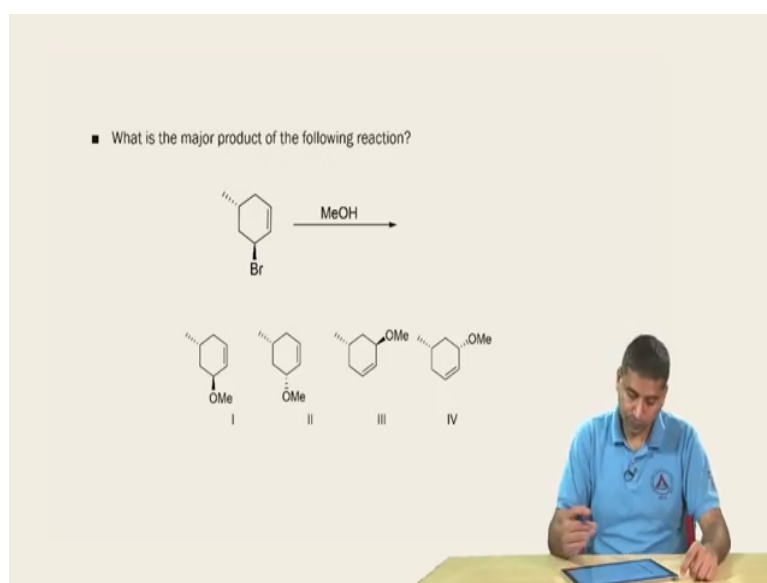 What is the major product of the following reaction?
MeOH
Br
OMe
OMe
OMe
OMe
I
II
III
IV